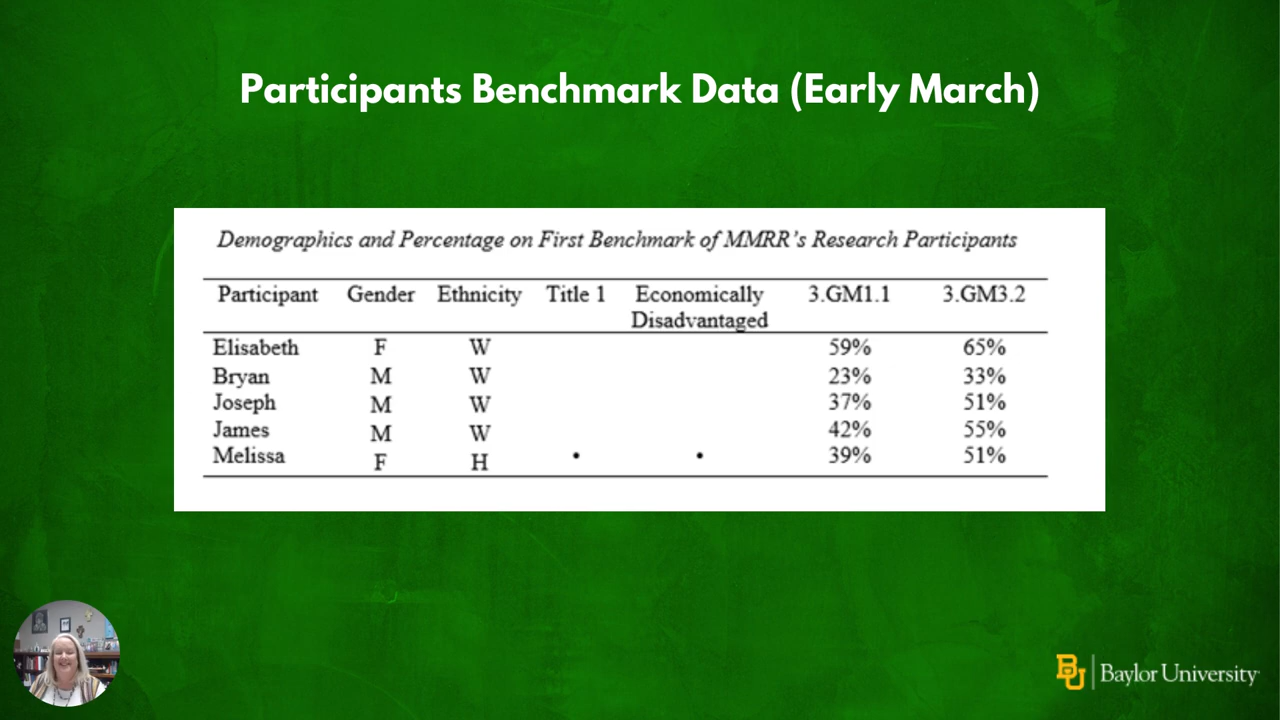 Participants Benchmark Data (Early March)
Demographics and Percentage on First Benchmark of MMRR's Research Participants
Participant Gender Ethnicity Title 1 Economically Disadvantaged 3.GM1.1 3.GM3.2
Elisabeth F W 59% 65%
Bryan M W 23% 33%
Joseph M W 37% 51%
James M W 42% 55%
Melissa F H • • 39% 51%
BU Baylor University